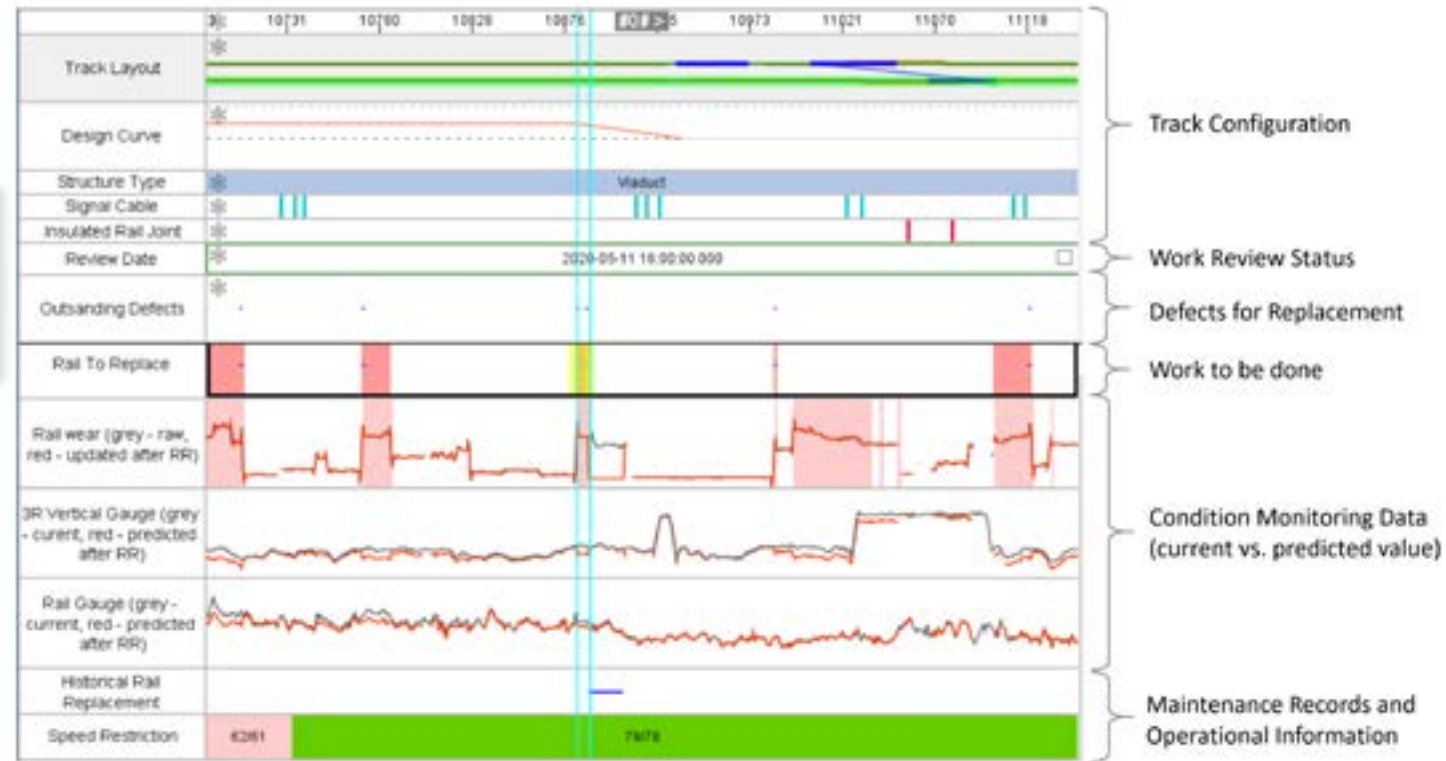 10731
10828
10973
11021
11070
11118
Track Layout
Design Curve
Structure Type
Viaduct
Signal Cable
Insulated Rail Joint
Review Date
2020-05-11 16:00:00.000
Outsanding Defects
Rail To Replace
Rail wear (grey - raw,
red - updated after RR)
3R Vertical Gauge (grey
- curent, red - predicted
after RR)
Rail Gauge (grey -
current, red - predicted
after RR)
Historical Rail
Replacement
Speed Restriction
Track Configuration
Work Review Status
Defects for Replacement
Work to be done
Condition Monitoring Data
(current vs. predicted value)
Maintenance Records and
Operational Information